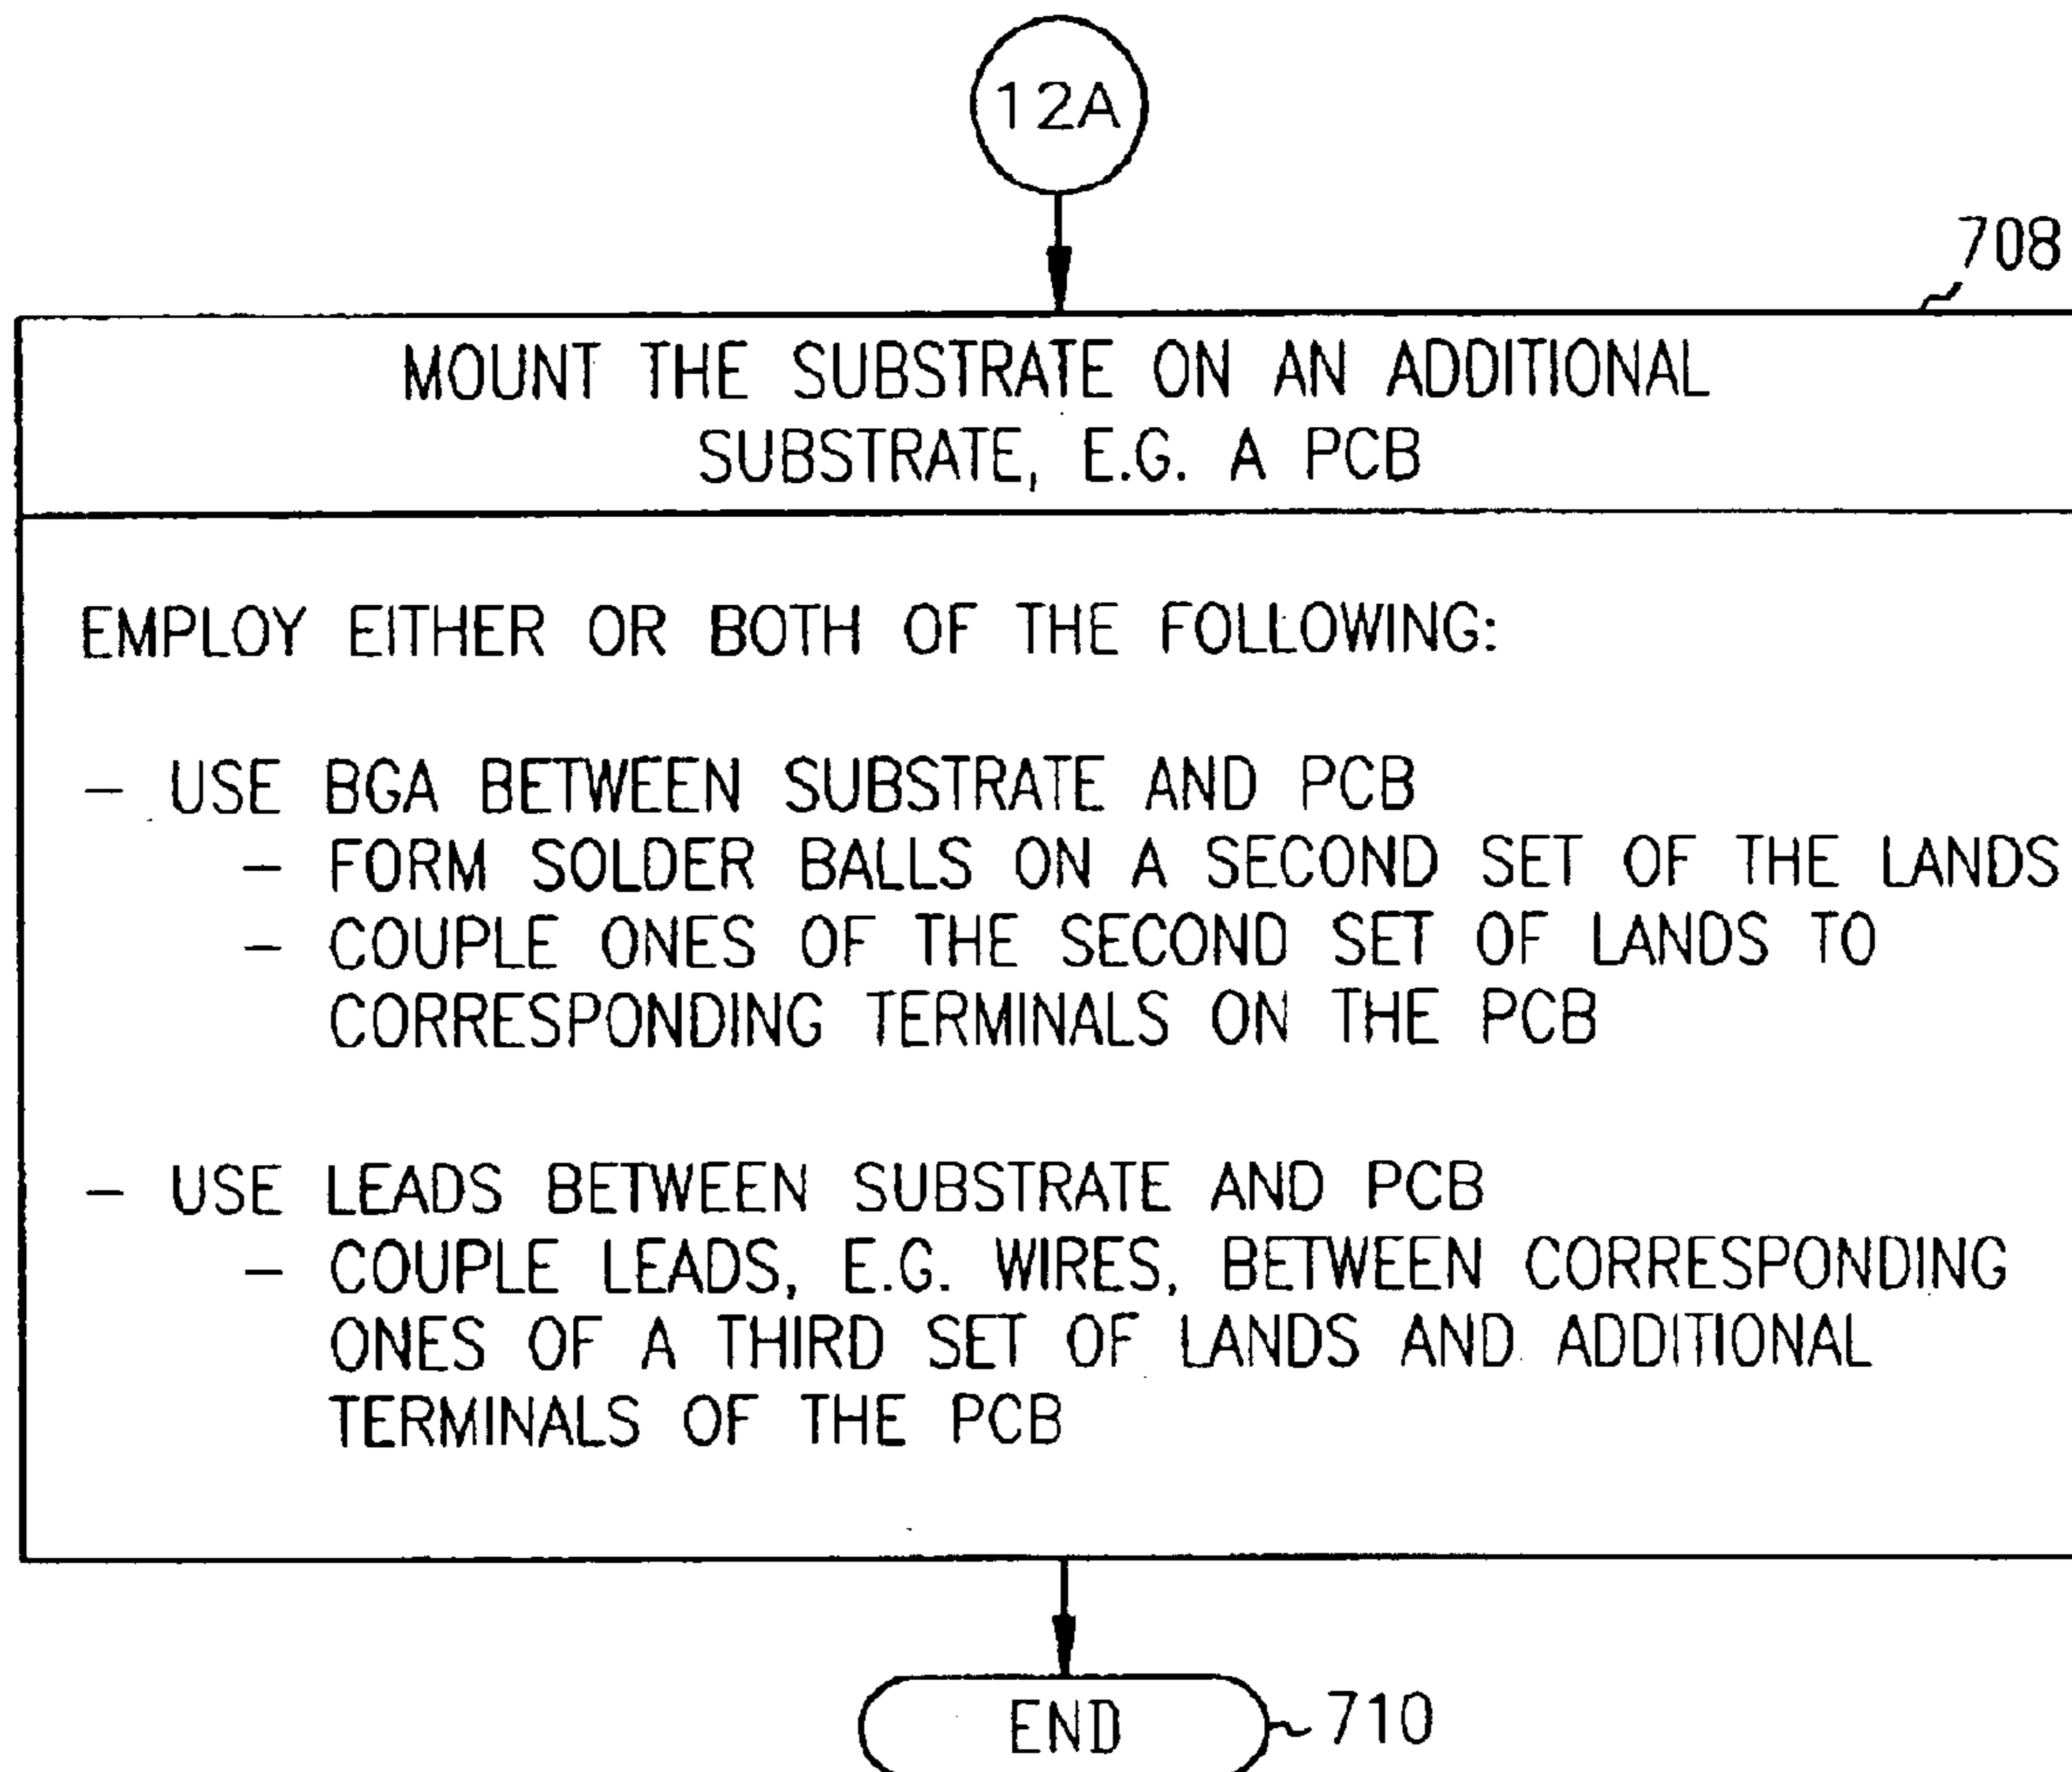 12A
708
MOUNT THE SUBSTRATE ON AN ADDITIONAL
SUBSTRATE, E.G. A PCB
EMPLOY EITHER OR BOTH OF THE FOLLOWING:
– USE BGA BETWEEN SUBSTRATE AND PCB
– FORM SOLDER BALLS ON A SECOND SET OF THE LANDS
– COUPLE ONES OF THE SECOND SET OF LANDS TO
CORRESPONDING TERMINALS ON THE PCB
– USE LEADS BETWEEN SUBSTRATE AND PCB
– COUPLE LEADS, E.G. WIRES, BETWEEN CORRESPONDING
ONES OF A THIRD SET OF LANDS AND ADDITIONAL
TERMINALS OF THE PCB
END
710